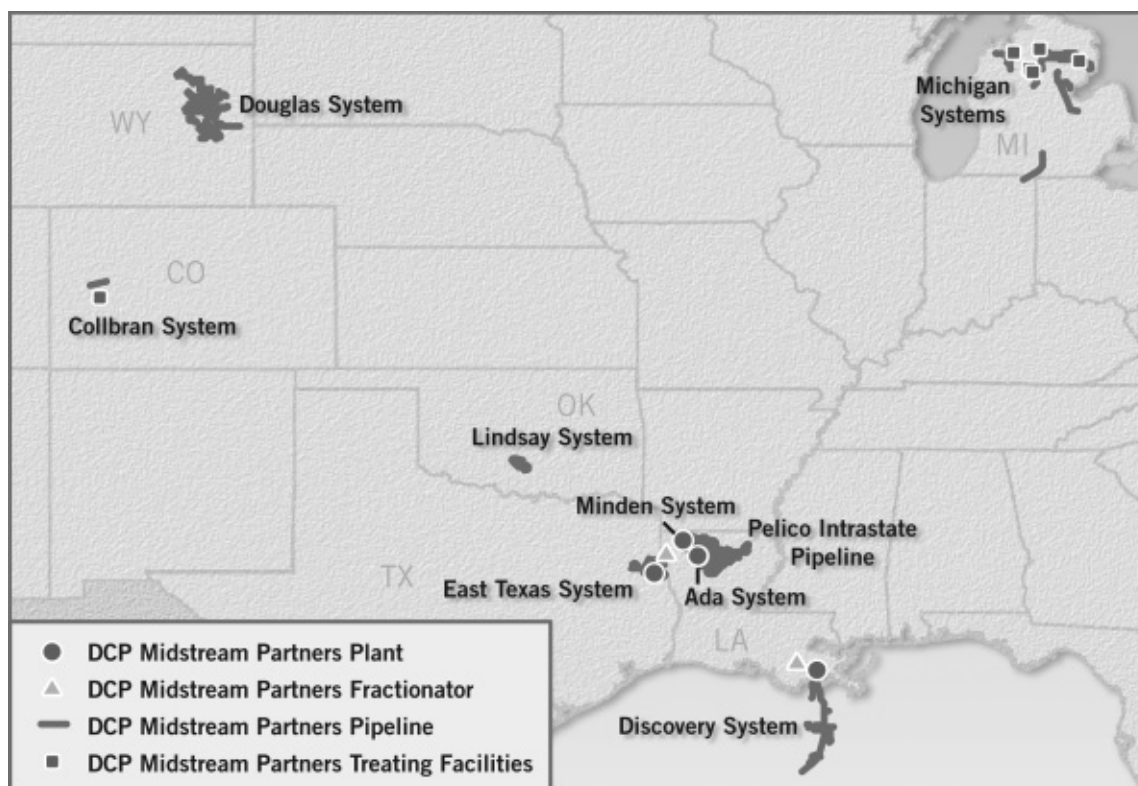 WY
Douglas System
Michigan
Systems
MI
CO
Collbran System
OK
Lindsay System
Minden System
Pelico Intrastate
Pipeline
TX
East Texas System
Ada System
LA
Discovery System
DCP Midstream Partners Plant
DCP Midstream Partners Fractionator
DCP Midstream Partners Pipeline
DCP Midstream Partners Treating Facilities